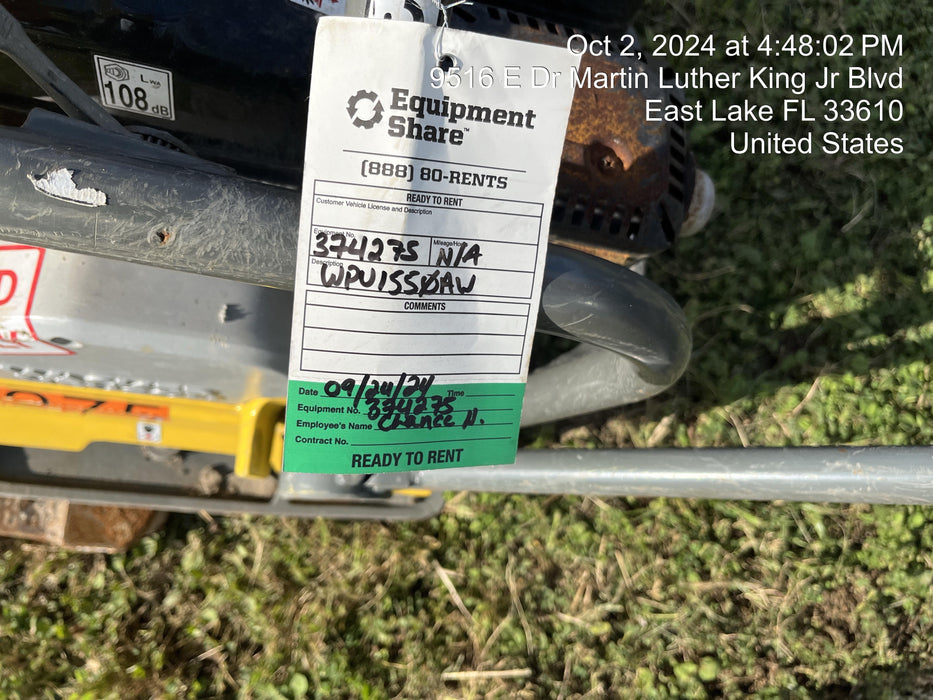 Oct 2, 2024 at 4:48:02 PM
9516 E Dr Martin Luther King Jr Blvd
East Lake FL 33610
United States
LWA
108 dB
Equipment
Share™
(888) 80-RENTS
READY TO RENT
Customer Vehicle License and Description
Equipment No.
374275
Mileage/Hours
N/A
Description
WPU1550AW
COMMENTS
Date 09/24/24 Time
Equipment No. 374275
Employee's Name Chance N.
Contract No.
READY TO RENT